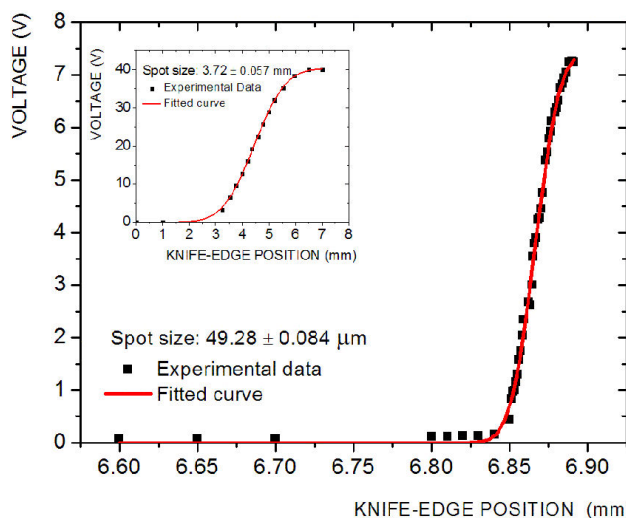 VOLTAGE (V)
8
7
6
5
4
3
2
1
0
6.60 6.65 6.70 6.75 6.80 6.85 6.90
KNIFE-EDGE POSITION (mm
Spot size: 49.28 ± 0.084 μm
Experimental data
Fitted curve
VOLTAGE (V)
50
40
30
20
10
0
0 1 2 3 4 5 6 7 8
KNIFE-EDGE POSITION (mm)
Spot size: 3.72 ± 0.057 mm
Experimental Data
Fitted curve